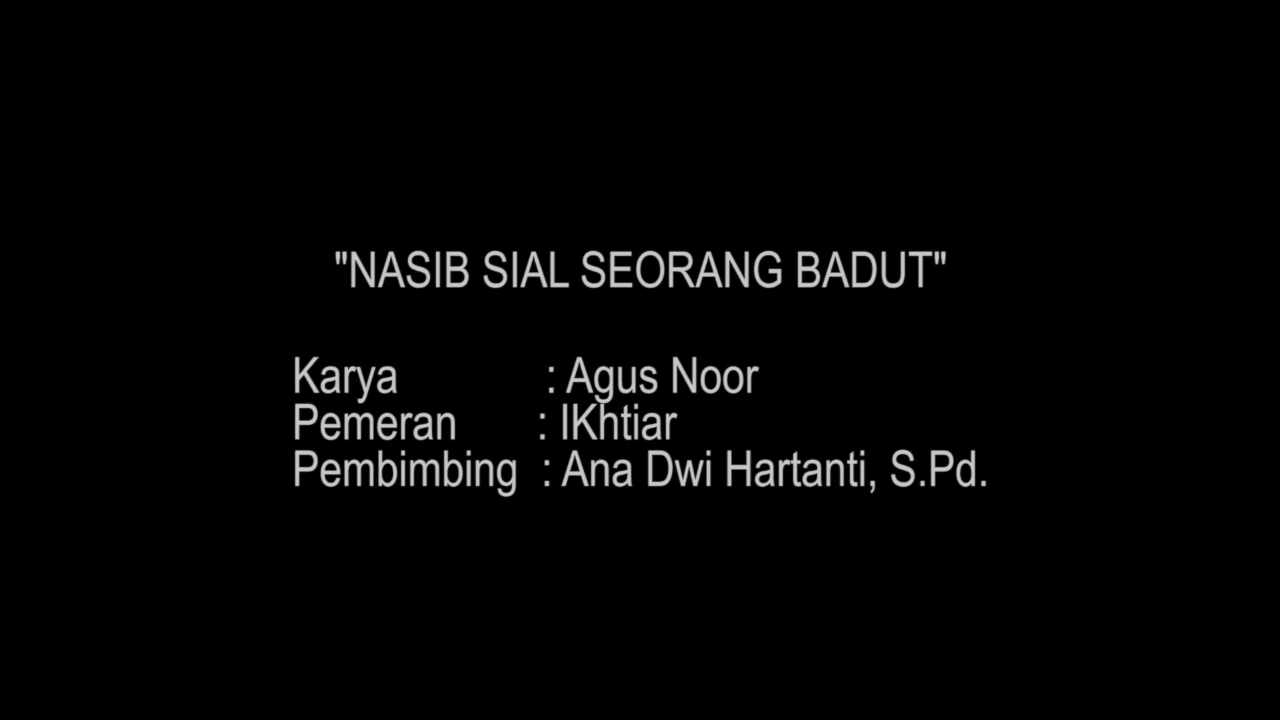 "NASIB SIAL SEORANG BADUT"
Karya : Agus Noor
Pemeran : IKhtiar
Pembimbing : Ana Dwi Hartanti, S.Pd.